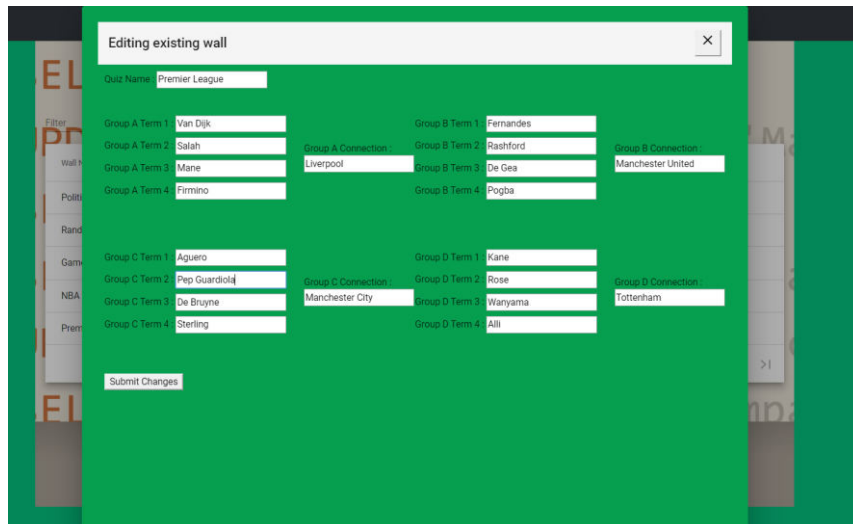 Editing existing wall ×
Quiz Name : Premier League
Group A Term 1 : Van Dijk
Group A Term 2 : Salah
Group A Term 3 : Mane
Group A Term 4 : Firmino
Group A Connection :
Liverpool
Group B Term 1 : Fernandes
Group B Term 2 : Rashford
Group B Term 3 : De Gea
Group B Term 4 : Pogba
Group B Connection :
Manchester United
Group C Term 1 : Aguero
Group C Term 2 : Pep Guardiola
Group C Term 3 : De Bruyne
Group C Term 4 : Sterling
Group C Connection :
Manchester City
Group D Term 1 : Kane
Group D Term 2 : Rose
Group D Term 3 : Wanyama
Group D Term 4 : Alli
Group D Connection :
Tottenham
Submit Changes
Filter
NBA